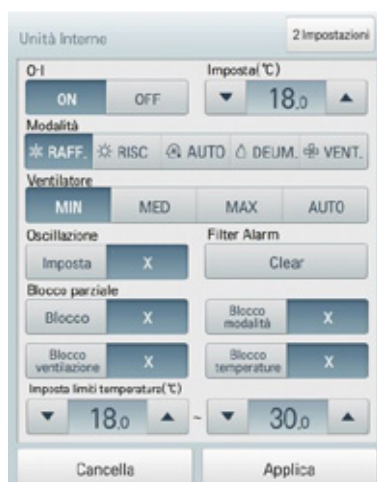 Unità Interne 2 Impostazioni
O-I Imposta(℃)
ON OFF ▼ 18.0 ▲
Modalità
RAFF. RISC AUTO DEUM. VENT.
Ventilatore
MIN MED MAX AUTO
Oscillazione Filter Alarm
Imposta X Clear
Blocco parziale
Blocco X Blocco modalità X
Blocco ventilazione X Blocco temperature X
Imposta limiti temperatura(℃)
▼ 18.0 ▲ ~ ▼ 30.0 ▲
Cancella Applica